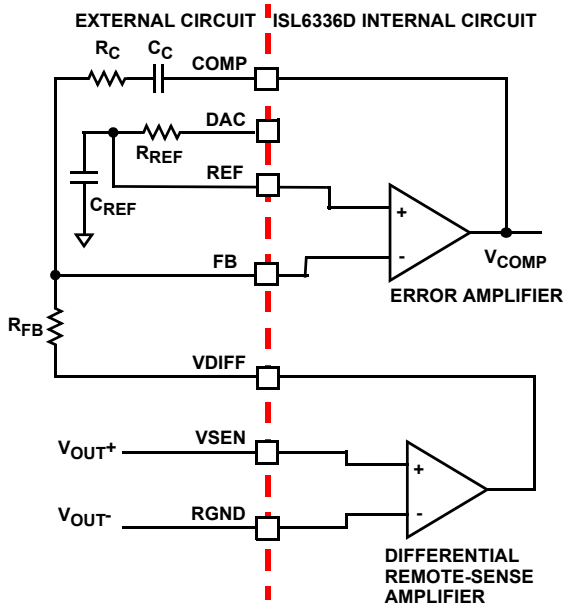 EXTERNAL CIRCUIT ISL6336D INTERNAL CIRCUIT
RC CC COMP
DAC
RREF
REF
CREF
+
-
VCOMP
FB
ERROR AMPLIFIER
RFB
VDIFF
VOUT+ VSEN
+
VOUT- RGND
-
DIFFERENTIAL
REMOTE-SENSE
AMPLIFIER